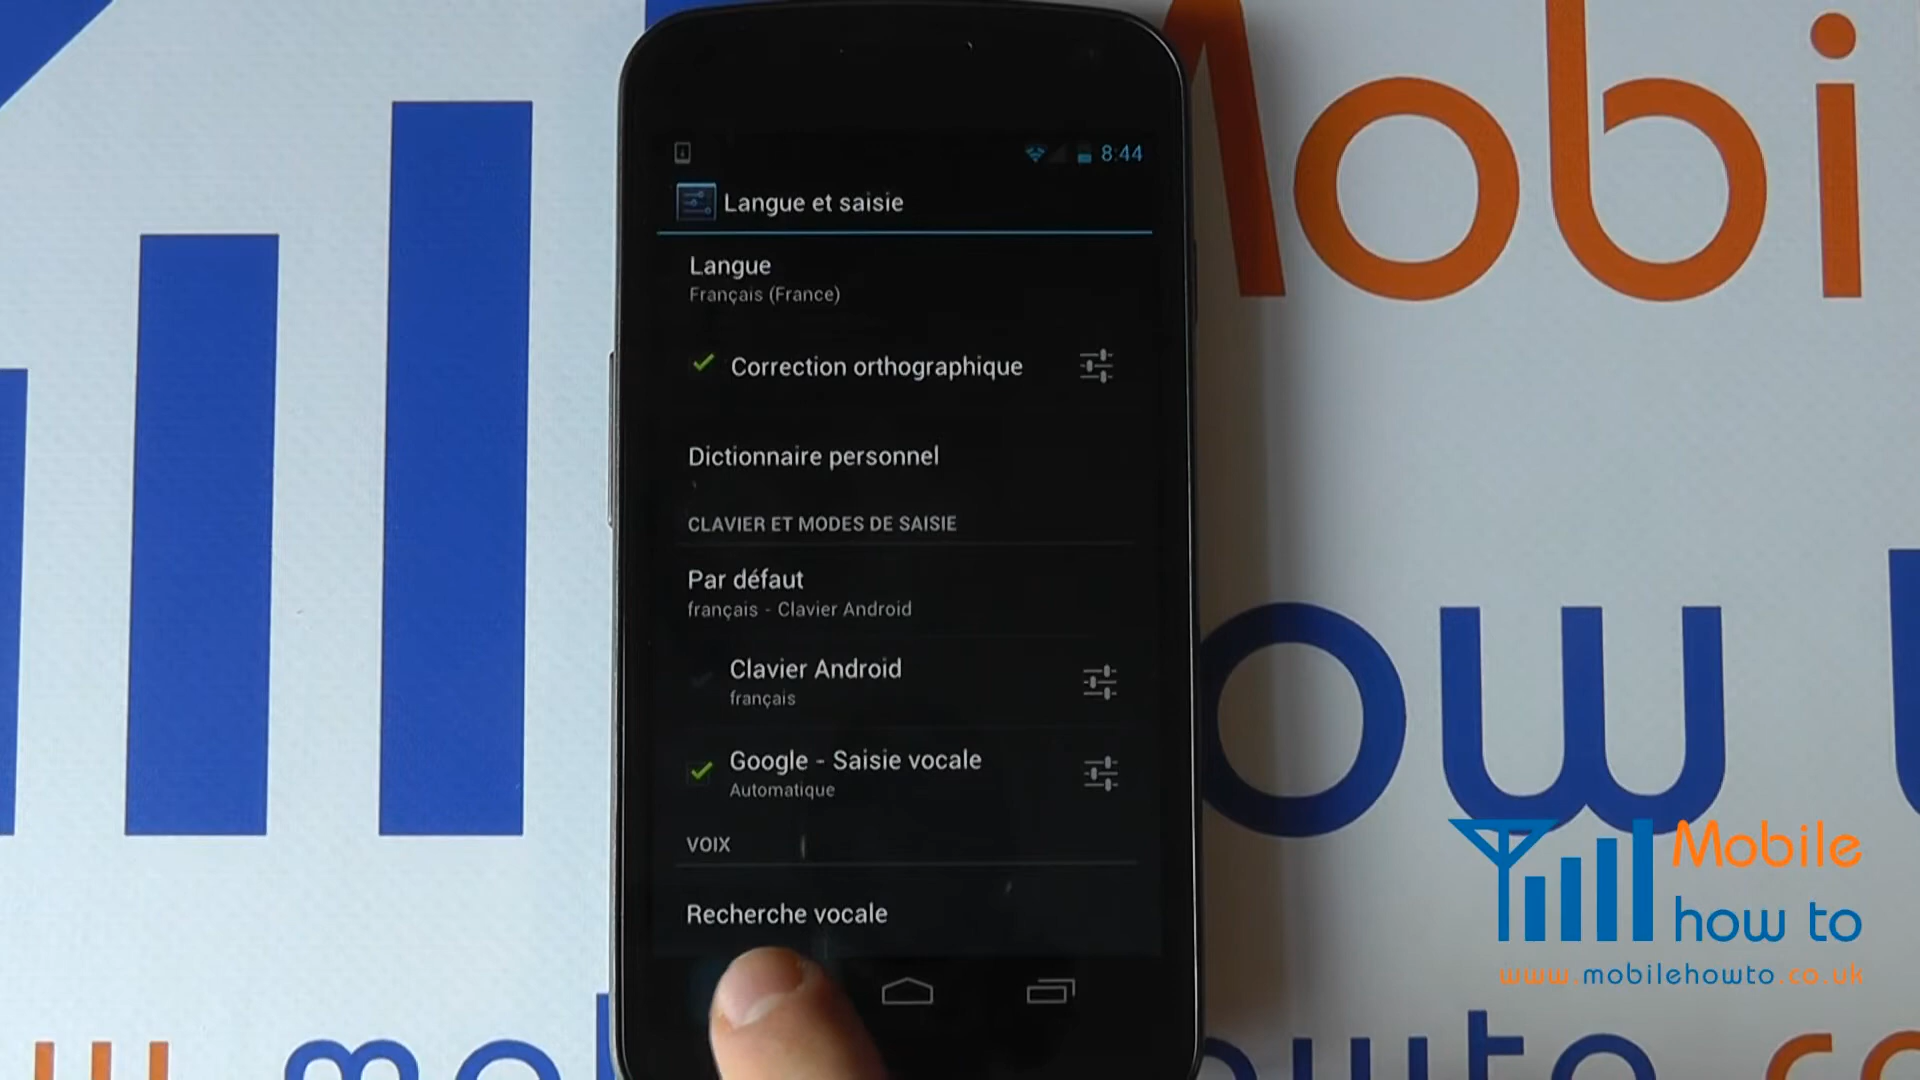 Mobi
8:44
Langue et saisie
Langue
Français (France)
Correction orthographique
Dictionnaire personnel
CLAVIER ET MODES DE SAISIE
Par défaut
français - Clavier Android
Clavier Android
français
Google - Saisie vocale
Automatique
VOIX
Recherche vocale
Mobile
how to
www.mobilehowto.co.uk